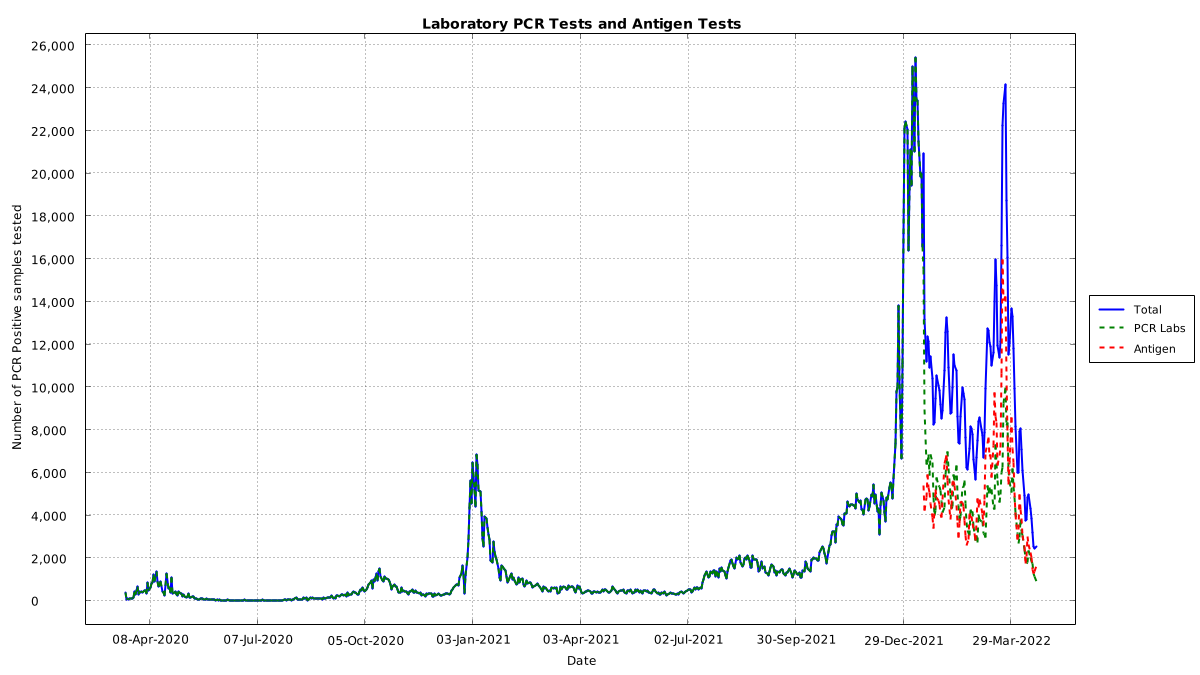 Laboratory PCR Tests and Antigen Tests
Number of PCR Positive samples tested
26,000
24,000
22,000
20,000
18,000
16,000
14,000
12,000
10,000
8,000
6,000
4,000
2,000
0
08-Apr-2020 07-Jul-2020 05-Oct-2020 03-Jan-2021 03-Apr-2021 02-Jul-2021 30-Sep-2021 29-Dec-2021 29-Mar-2022
Date
Total
PCR Labs
Antigen